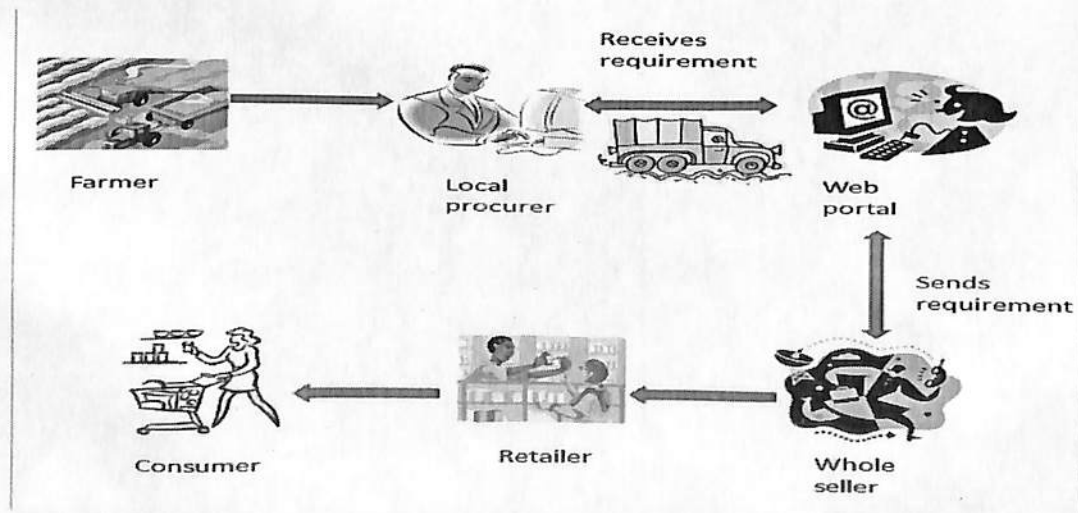 Receives
requirement
Farmer
Local
procurer
@
Web
portal
Sends
requirement
Consumer
Retailer
Whole
seller